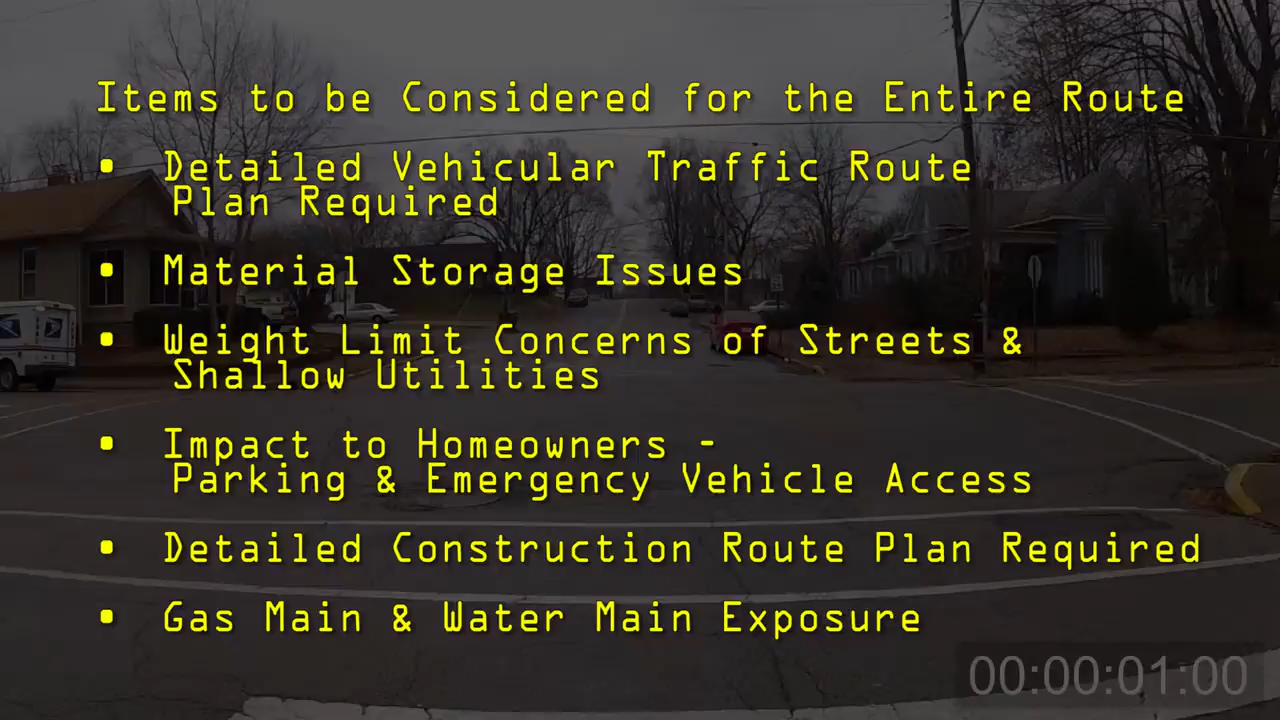 Items to be Considered for the Entire Route
• Detailed Vehicular Traffic Route
Plan Required
• Material Storage Issues
• Weight Limit Concerns of Streets &
Shallow Utilities
• Impact to Homeowners -
Parking & Emergency Vehicle Access
• Detailed Construction Route Plan Required
• Gas Main & Water Main Exposure
00:00:01:00